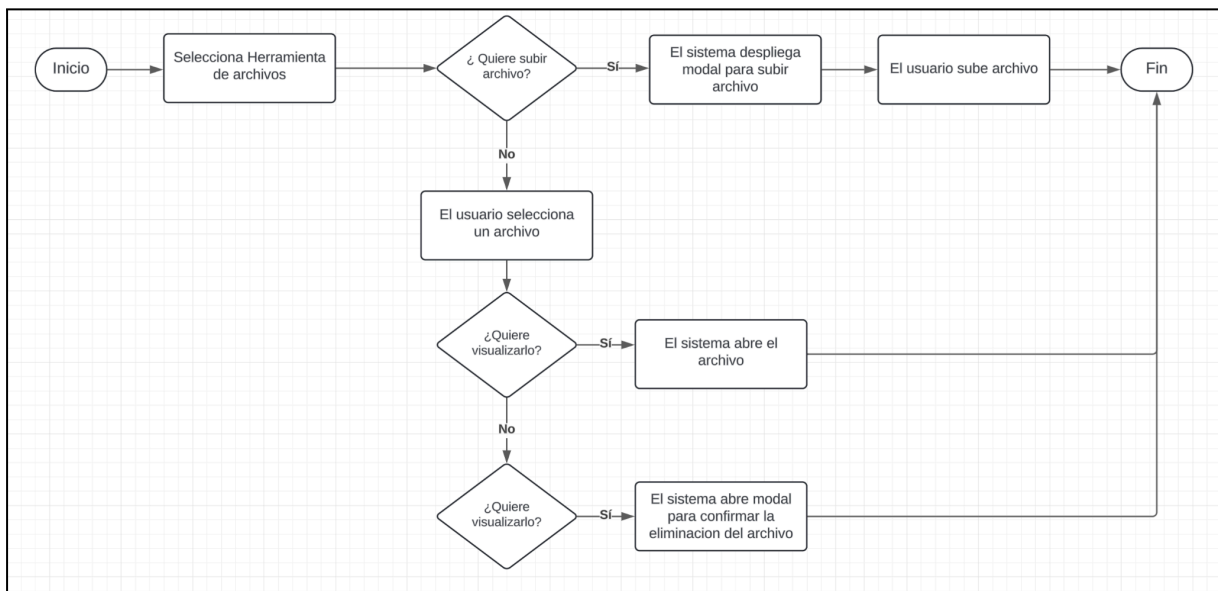 Inicio
Selecciona Herramienta
de archivos
¿ Quiere subir
archivo?
Sí
El sistema despliega
modal para subir
archivo
El usuario sube archivo
Fin
No
El usuario selecciona
un archivo
¿Quiere
visualizarlo?
Sí
El sistema abre el
archivo
No
¿Quiere
visualizarlo?
Sí
El sistema abre modal
para confirmar la
eliminacion del archivo